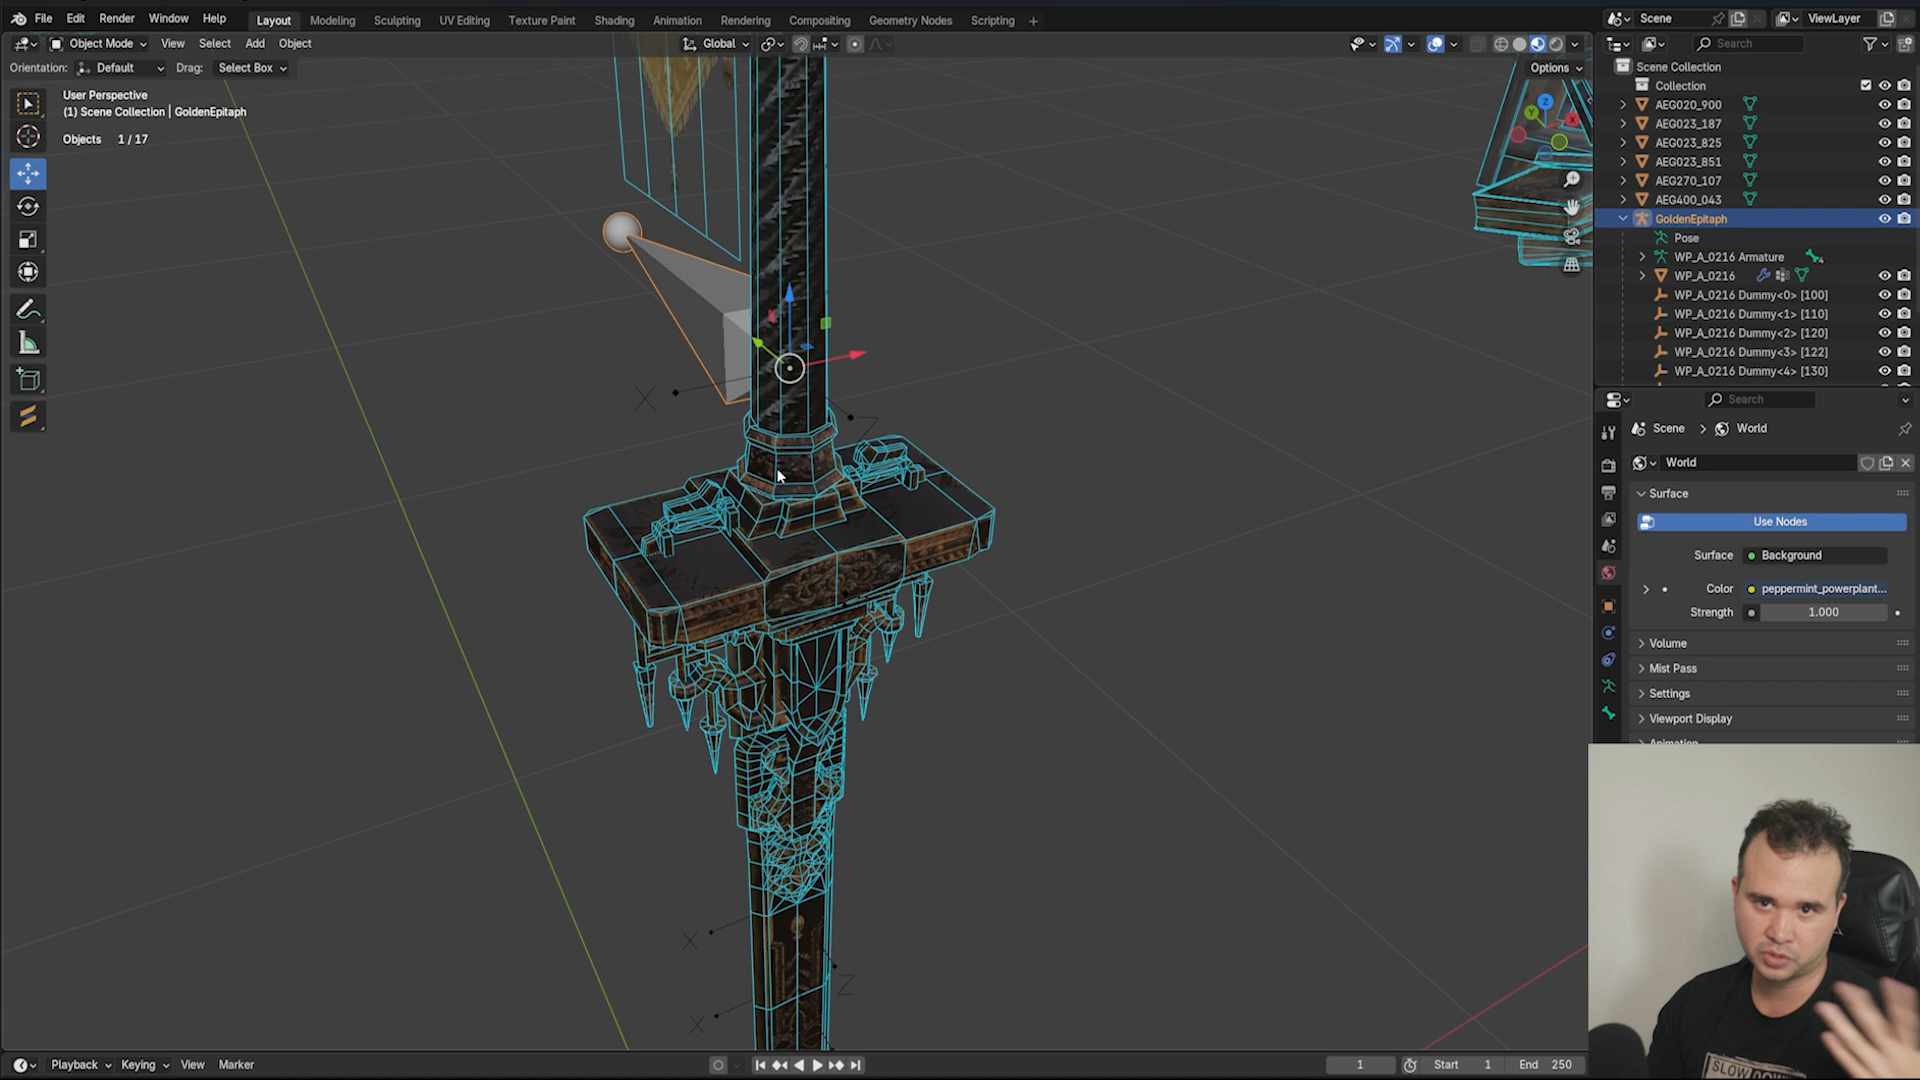 File Edit Render Window Help Layout Modeling Sculpting UV Editing Texture Paint Shading Animation Rendering Compositing Geometry Nodes Scripting + Scene ViewLayer
Object Mode View Select Add Object Global Search
Orientation: Default Drag: Select Box Options
User Perspective
(1) Scene Collection | GoldenEpitaph
Objects 1 / 17
Scene Collection
Collection
AEG020_900
AEG023_187
AEG023_825
AEG023_851
AEG270_107
AEG400_043
GoldenEpitaph
Pose
WP_A_0216 Armature
WP_A_0216
WP_A_0216 Dummy<0> [100]
WP_A_0216 Dummy<1> [110]
WP_A_0216 Dummy<2> [120]
WP_A_0216 Dummy<3> [122]
WP_A_0216 Dummy<4> [130]
Z
Y
X
X
Z
X
Z
X
Search
Scene > World
World
Surface
Use Nodes
Surface Background
Color peppermint_powerplant...
Strength 1.000
Volume
Mist Pass
Settings
Viewport Display
Animation
SLOW DOW
Playback Keying View Marker 1 Start 1 End 250